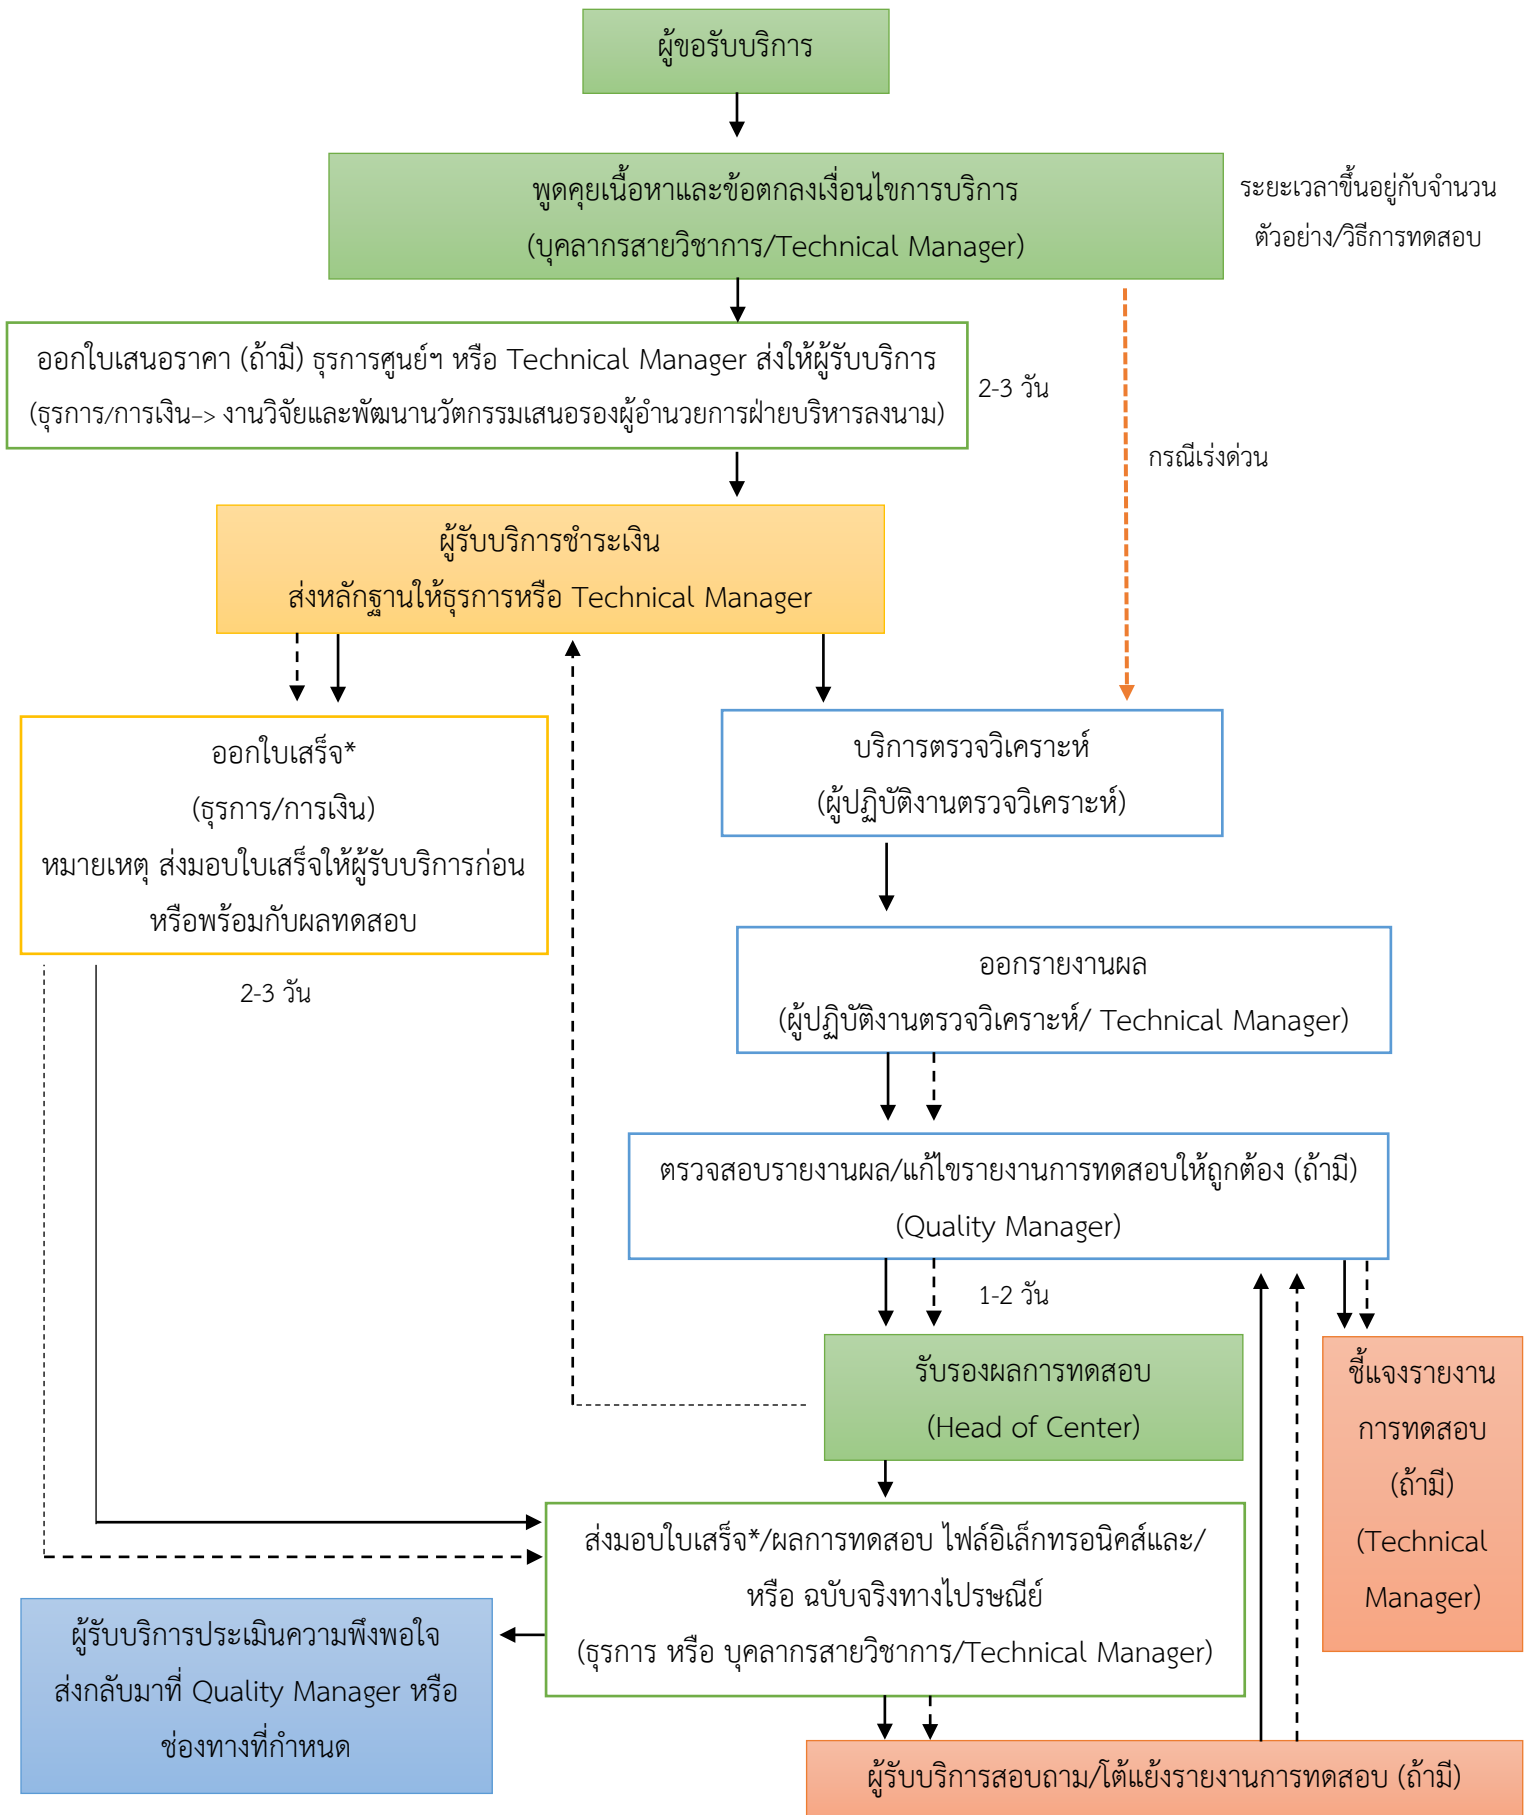 ผู้ขอรับบริการ
พูดคุยเนื้อหาและข้อตกลงเงื่อนไขการบริการ
(บุคลากรสายวิชาการ/Technical Manager)
ระยะเวลาขึ้นอยู่กับจำนวน
ตัวอย่าง/วิธีการทดสอบ
ออกใบเสนอราคา (ถ้ามี) ธุรการศูนย์ฯ หรือ Technical Manager ส่งให้ผู้รับบริการ
(ธุรการ/การเงิน–> งานวิจัยและพัฒนานวัตกรรมเสนอรองผู้อำนวยการฝ่ายบริหารลงนาม)
2-3 วัน
กรณีเร่งด่วน
ผู้รับบริการชำระเงิน
ส่งหลักฐานให้ธุรการหรือ Technical Manager
ออกใบเสร็จ*
(ธุรการ/การเงิน)
หมายเหตุ ส่งมอบใบเสร็จให้ผู้รับบริการก่อน
หรือพร้อมกับผลทดสอบ
2-3 วัน
บริการตรวจวิเคราะห์
(ผู้ปฏิบัติงานตรวจวิเคราะห์)
ออกรายงานผล
(ผู้ปฏิบัติงานตรวจวิเคราะห์/ Technical Manager)
ตรวจสอบรายงานผล/แก้ไขรายงานการทดสอบให้ถูกต้อง (ถ้ามี)
(Quality Manager)
1-2 วัน
รับรองผลการทดสอบ
(Head of Center)
ชี้แจงรายงาน
การทดสอบ
(ถ้ามี)
(Technical
Manager)
ส่งมอบใบเสร็จ*/ผลการทดสอบ ไฟล์อิเล็กทรอนิคส์และ/
หรือ ฉบับจริงทางไปรษณีย์
(ธุรการ หรือ บุคลากรสายวิชาการ/Technical Manager)
ผู้รับบริการประเมินความพึงพอใจ
ส่งกลับมาที่ Quality Manager หรือ
ช่องทางที่กำหนด
ผู้รับบริการสอบถาม/โต้แย้งรายงานการทดสอบ (ถ้ามี)